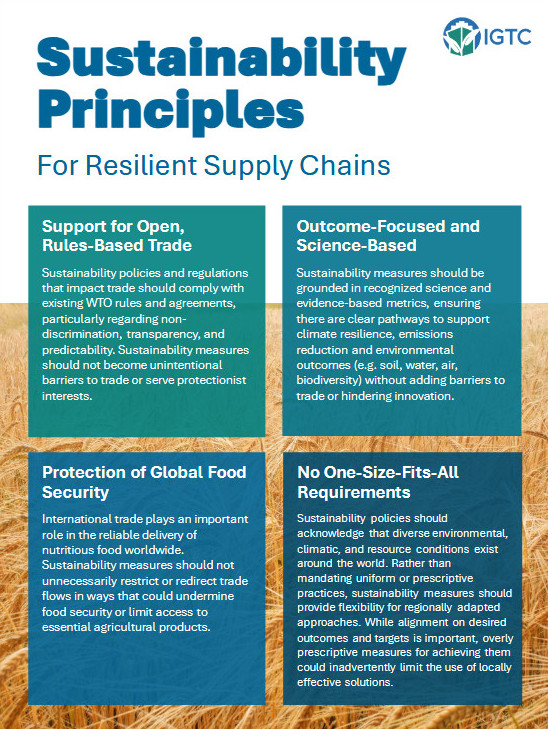 Sustainability
Principles
For Resilient Supply Chains
IGTC
Support for Open,
Rules-Based Trade
Sustainability policies and regulations
that impact trade should comply with
existing WTO rules and agreements,
particularly regarding non-
discrimination, transparency, and
predictability. Sustainability measures
should not become unintentional
barriers to trade or serve protectionist
interests.
Outcome-Focused and
Science-Based
Sustainability measures should be
grounded in recognized science and
evidence-based metrics, ensuring
there are clear pathways to support
climate resilience, emissions
reduction and environmental
outcomes (e.g. soil, water, air,
biodiversity) without adding barriers to
trade or hindering innovation.
Protection of Global Food
Security
International trade plays an important
role in the reliable delivery of
nutritious food worldwide.
Sustainability measures should not
unnecessarily restrict or redirect trade
flows in ways that could undermine
food security or limit access to
essential agricultural products.
No One-Size-Fits-All
Requirements
Sustainability policies should
acknowledge that diverse environmental,
climatic, and resource conditions exist
around the world. Rather than
mandating uniform or prescriptive
practices, sustainability measures should
provide flexibility for regionally adapted
approaches. While alignment on desired
outcomes and targets is important, overly
prescriptive measures for achieving them
could inadvertently limit the use of locally
effective solutions.